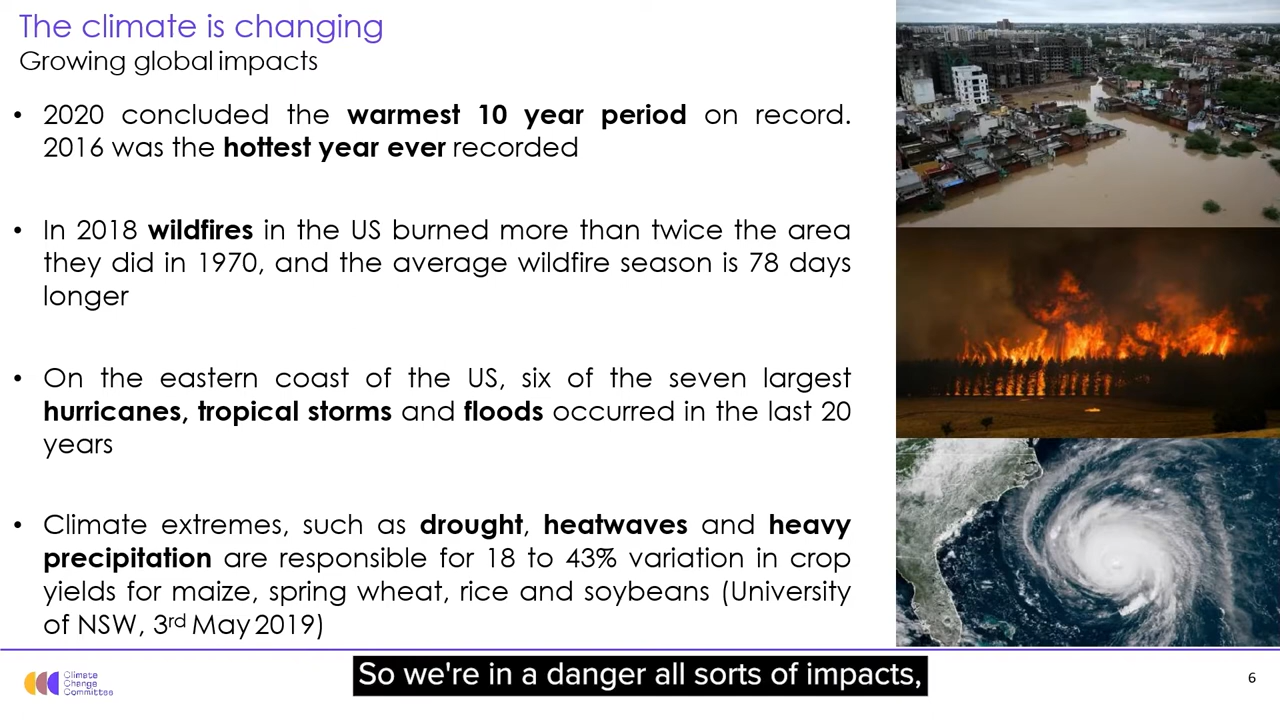 The climate is changing
Growing global impacts
• 2020 concluded the warmest 10 year period on record.
2016 was the hottest year ever recorded
• In 2018 wildfires in the US burned more than twice the area
they did in 1970, and the average wildfire season is 78 days
longer
• On the eastern coast of the US, six of the seven largest
hurricanes, tropical storms and floods occurred in the last 20
years
• Climate extremes, such as drought, heatwaves and heavy
precipitation are responsible for 18 to 43% variation in crop
yields for maize, spring wheat, rice and soybeans (University
of NSW, 3rd May 2019)
Climate
Change
Committee
So we're in a danger all sorts of impacts,
6